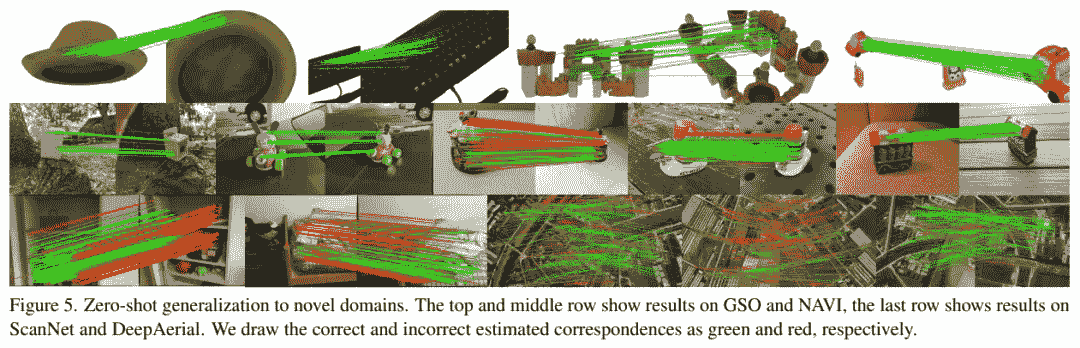 Figure 5. Zero-shot generalization to novel domains. The top and middle row show results on GSO and NAVI, the last row shows results on
ScanNet and DeepAerial. We draw the correct and incorrect estimated correspondences as green and red, respectively.